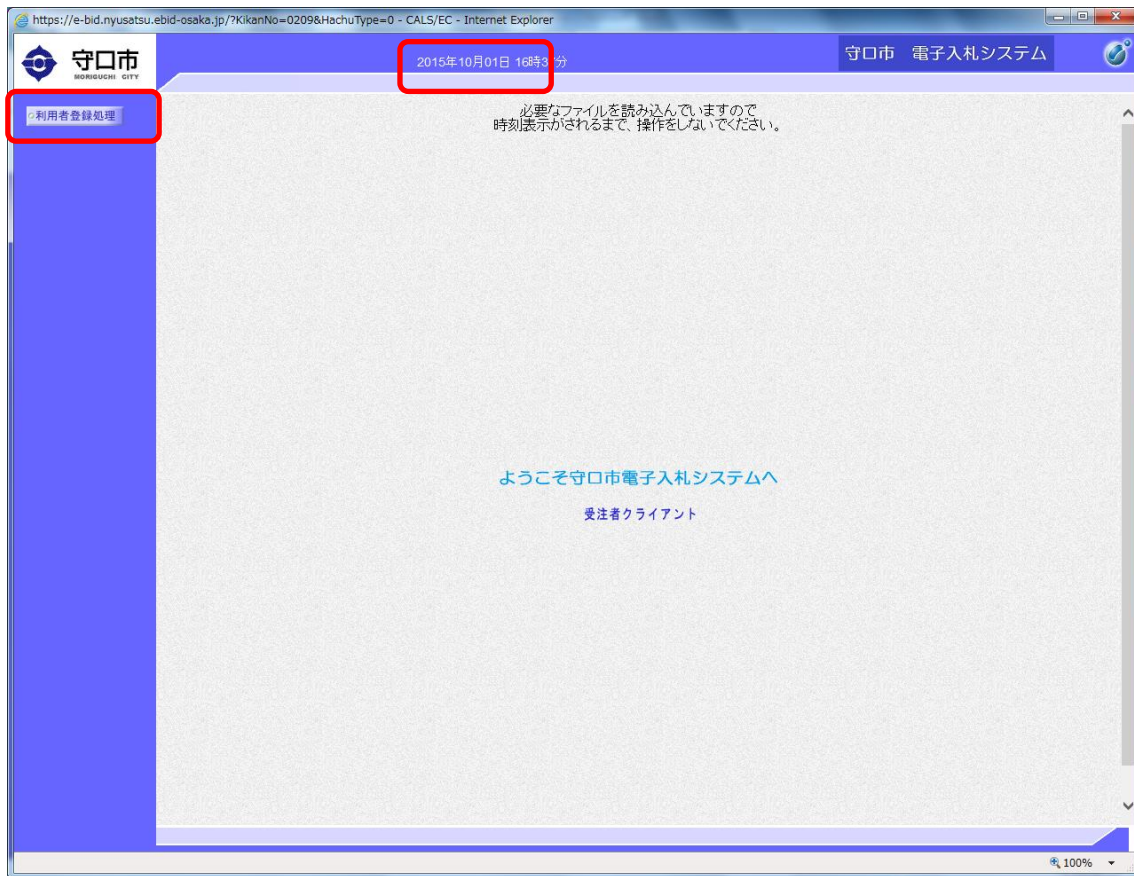 https://e-bid.nyusatsu.ebid-osaka.jp/?KikanNo=0209&HachuType=0 - CALS/EC - Internet Explorer
守口市
MORIGUCHI CITY
2015年10月01日 16時3 分
守口市 電子入札システム
利用者登録処理
必要なファイルを読み込んでいますので
時刻表示がされるまで、操作をしないでください。
ようこそ守口市電子入札システムへ
受注者クライアント
100%